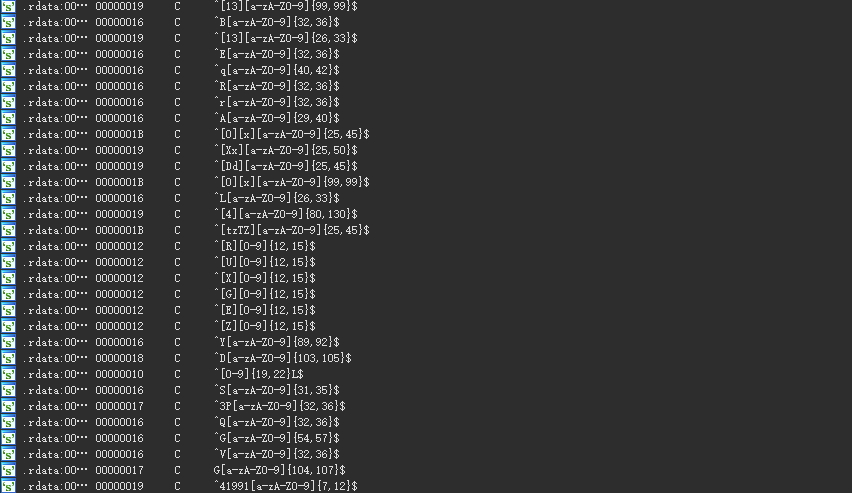 's' .rdata:00… 00000019 C ^[13][a-zA-Z0-9]{99,99}$
's' .rdata:00… 00000016 C ^B[a-zA-Z0-9]{32,36}$
's' .rdata:00… 00000019 C ^[13][a-zA-Z0-9]{26,33}$
's' .rdata:00… 00000016 C ^E[a-zA-Z0-9]{32,36}$
's' .rdata:00… 00000016 C ^q[a-zA-Z0-9]{40,42}$
's' .rdata:00… 00000016 C ^R[a-zA-Z0-9]{32,36}$
's' .rdata:00… 00000016 C ^r[a-zA-Z0-9]{32,36}$
's' .rdata:00… 00000016 C ^A[a-zA-Z0-9]{29,40}$
's' .rdata:00… 0000001B C ^[0][x][a-zA-Z0-9]{25,45}$
's' .rdata:00… 00000019 C ^[Xx][a-zA-Z0-9]{25,50}$
's' .rdata:00… 00000019 C ^[Dd][a-zA-Z0-9]{25,45}$
's' .rdata:00… 0000001B C ^[0][x][a-zA-Z0-9]{99,99}$
's' .rdata:00… 00000016 C ^L[a-zA-Z0-9]{26,33}$
's' .rdata:00… 00000019 C ^[4][a-zA-Z0-9]{80,130}$
's' .rdata:00… 0000001B C ^[tzTZ][a-zA-Z0-9]{25,45}$
's' .rdata:00… 00000012 C ^[R][0-9]{12,15}$
's' .rdata:00… 00000012 C ^[U][0-9]{12,15}$
's' .rdata:00… 00000012 C ^[X][0-9]{12,15}$
's' .rdata:00… 00000012 C ^[G][0-9]{12,15}$
's' .rdata:00… 00000012 C ^[E][0-9]{12,15}$
's' .rdata:00… 00000012 C ^[Z][0-9]{12,15}$
's' .rdata:00… 00000016 C ^Y[a-zA-Z0-9]{89,92}$
's' .rdata:00… 00000018 C ^D[a-zA-Z0-9]{103,105}$
's' .rdata:00… 00000010 C ^[0-9]{19,22}L$
's' .rdata:00… 00000016 C ^S[a-zA-Z0-9]{31,35}$
's' .rdata:00… 00000017 C ^3P[a-zA-Z0-9]{32,36}$
's' .rdata:00… 00000016 C ^Q[a-zA-Z0-9]{32,36}$
's' .rdata:00… 00000016 C ^G[a-zA-Z0-9]{54,57}$
's' .rdata:00… 00000016 C ^V[a-zA-Z0-9]{32,36}$
's' .rdata:00… 00000017 C G[a-zA-Z0-9]{104,107}$
's' .rdata:00… 00000019 C ^41991[a-zA-Z0-9]{7,12}$